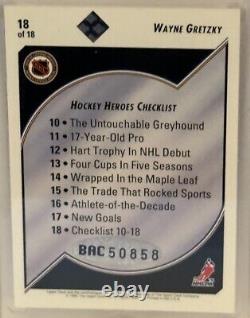 18
of 18
WAYNE GRETZKY
HOCKEY HEROES CHECKLIST
10 • The Untouchable Greyhound
11 • 17-Year-Old Pro
12 • Hart Trophy In NHL Debut
13 • Four Cups In Five Seasons
14 • Wrapped In the Maple Leaf
15 • The Trade That Rocked Sports
16 • Athlete-of-the-Decade
17 • New Goals
18 • Checklist 10-18
BAC50858